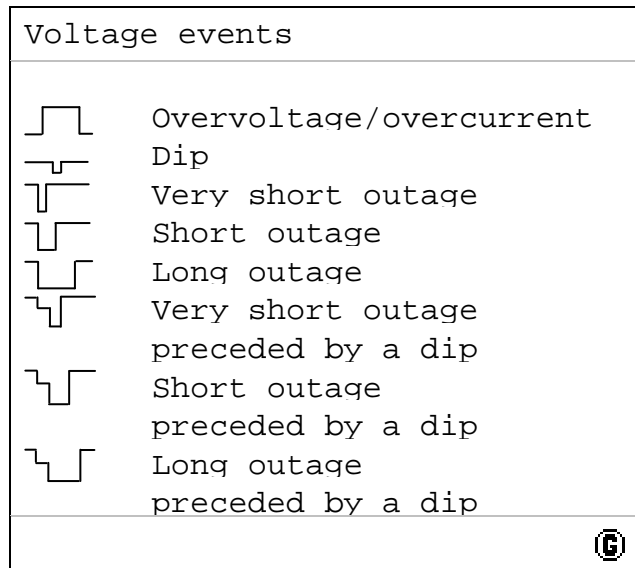 Voltage events
Overvoltage/overcurrent
Dip
Very short outage
Short outage
Long outage
Very short outage
preceded by a dip
Short outage
preceded by a dip
Long outage
preceded by a dip
G